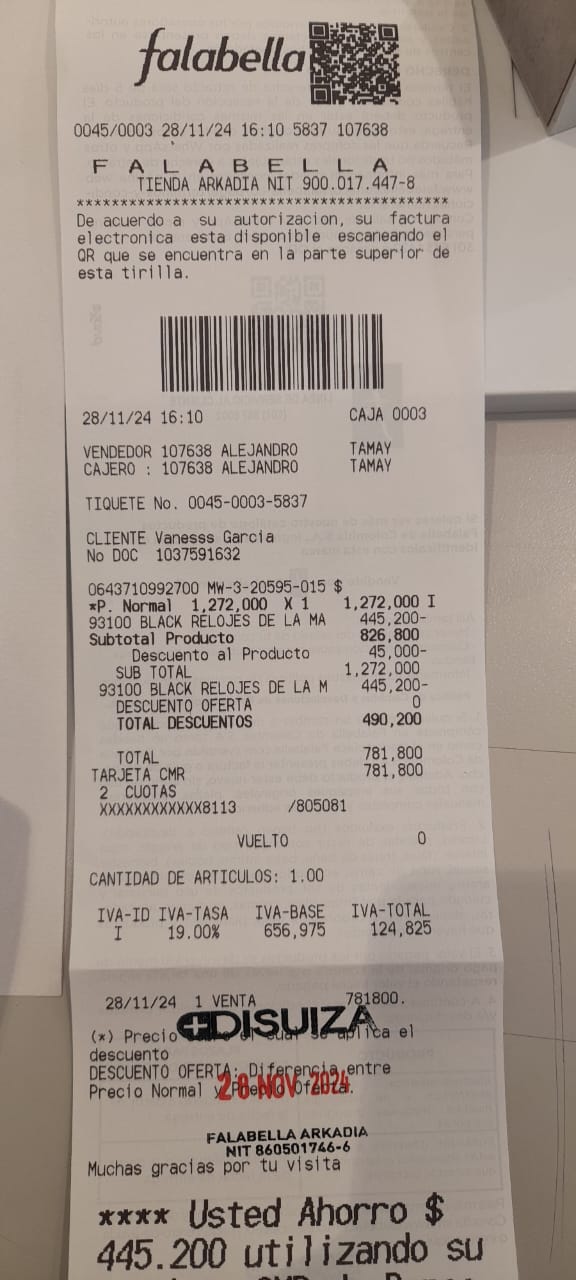 falabella
0045/0003 28/11/24 16:10 5837 107638
F A L A B E L L A
TIENDA ARKADIA NIT 900.017.447-8
********************************************
De acuerdo a su autorizacion, su factura
electronica esta disponible escaneando el
QR que se encuentra en la parte superior de
esta tirilla.
28/11/24 16:10 CAJA 0003
VENDEDOR 107638 ALEJANDRO TAMAY
CAJERO : 107638 ALEJANDRO TAMAY
TIQUETE No. 0045-0003-5837
CLIENTE Vanesss Garcia
No DOC 1037591632
0643710992700 MW-3-20595-015 $
*P. Normal 1,272,000 X 1 1,272,000 I
93100 BLACK RELOJES DE LA MA 445,200-
Subtotal Producto 826,800
Descuento al Producto 45,000-
SUB TOTAL 1,272,000
93100 BLACK RELOJES DE LA M 445,200-
DESCUENTO OFERTA 0
TOTAL DESCUENTOS 490,200
TOTAL 781,800
TARJETA CMR 781,800
2 CUOTAS
XXXXXXXXXXXX8113 /805081
VUELTO 0
CANTIDAD DE ARTICULOS: 1.00
IVA-ID IVA-TASA IVA-BASE IVA-TOTAL
I 19.00% 656,975 124,825
28/11/24 1 VENTA 781800.
DISUIZA
(*) Precio sobre el cual se aplica el
descuento
DESCUENTO OFERTA: Diferencia entre
Precio Normal y Precio Oferta.
28 NOV 2024
FALABELLA ARKADIA
NIT 860501746-6
Muchas gracias por tu visita
**** Usted Ahorro $
445.200 utilizando su